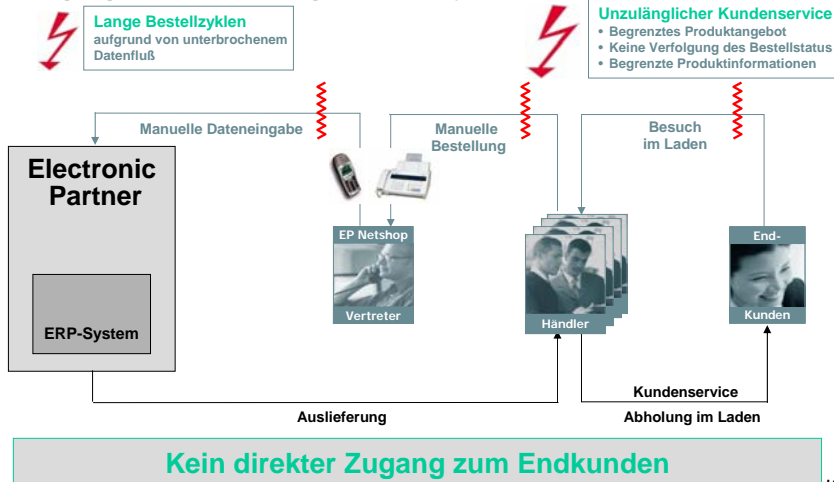 Lange Bestellzyklen
aufgrund von unterbrochenem
Datenfluß
Unzulänglicher Kundenservice
• Begrenztes Produktangebot
• Keine Verfolgung des Bestellstatus
• Begrenzte Produktinformationen
Manuelle Dateneingabe
Manuelle
Bestellung
Besuch
im Laden
Electronic
Partner
ERP-System
EP Netshop
Vertreter
Händler
End-
Kunden
Auslieferung
Kundenservice
Abholung im Laden
Kein direkter Zugang zum Endkunden